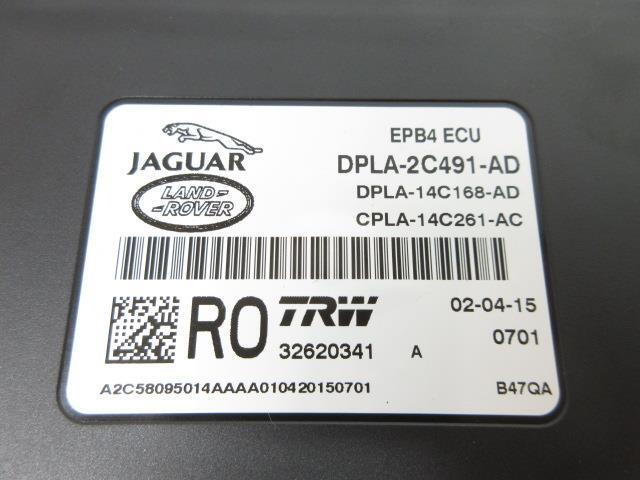 JAGUAR
LAND-
-ROVER
EPB4 ECU
DPLA-2C491-AD
DPLA-14C168-AD
CPLA-14C261-AC
RO
TRW
32620341 A
02-04-15
0701
A2C58095014AAAA010420150701
B47QA